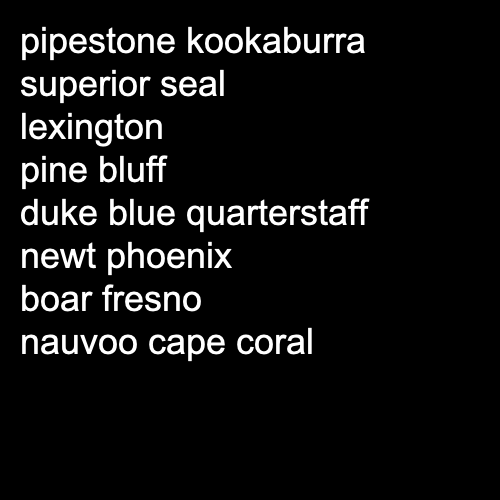 pipestone kookaburra
superior seal
lexington
pine bluff
duke blue quarterstaff
newt phoenix
boar fresno
nauvoo cape coral